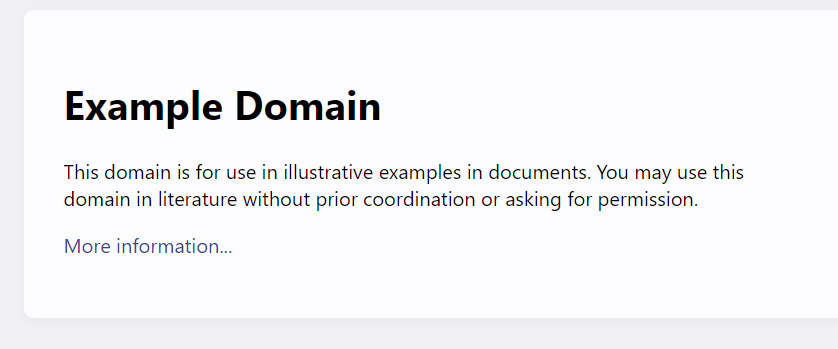 Example Domain
This domain is for use in illustrative examples in documents. You may use this
domain in literature without prior coordination or asking for permission.
More information...